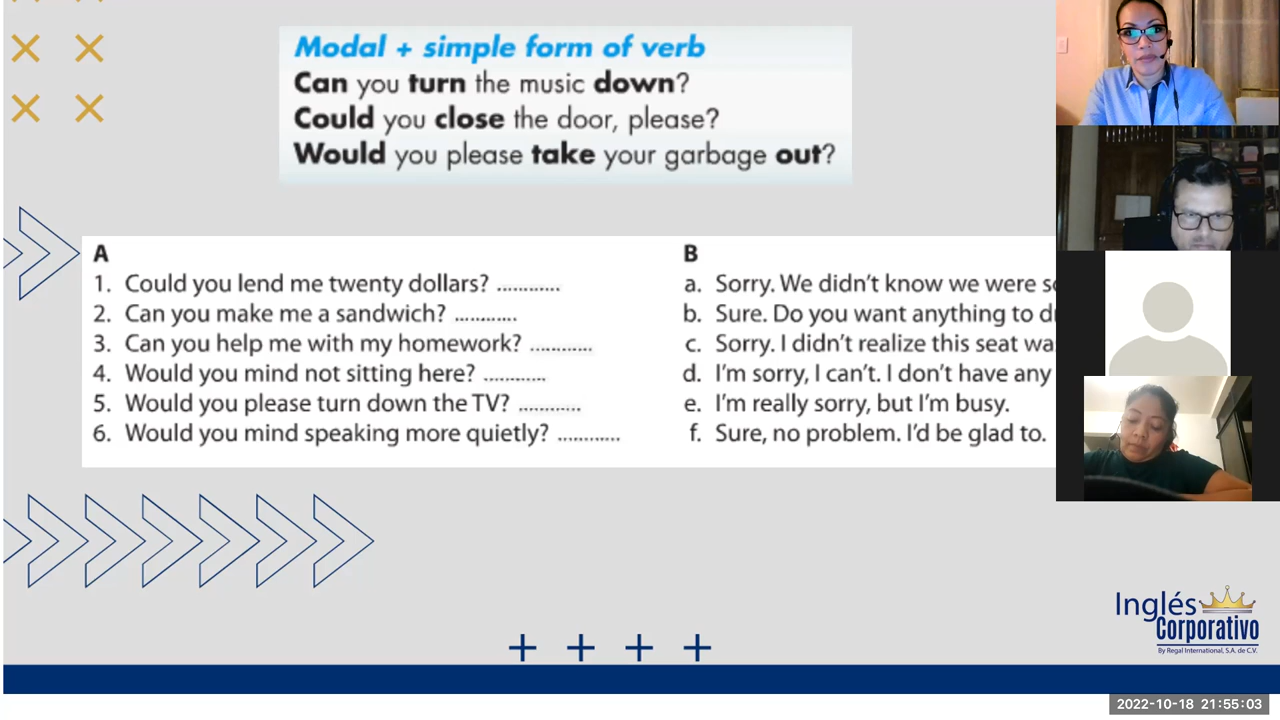 Modal + simple form of verb
Can you turn the music down?
Could you close the door, please?
Would you please take your garbage out?
A
1. Could you lend me twenty dollars? ............
2. Can you make me a sandwich? ............
3. Can you help me with my homework? ............
4. Would you mind not sitting here? ............
5. Would you please turn down the TV? ............
6. Would you mind speaking more quietly? ............
B
a. Sorry. We didn't know we were
b. Sure. Do you want anything to
c. Sorry. I didn't realize this seat
d. I'm sorry, I can't. I don't have any
e. I'm really sorry, but I'm busy.
f. Sure, no problem. I'd be glad to.
Inglés
Corporativo
By Regal International, S.A. de C.V.
2022-10-18 21:55:03